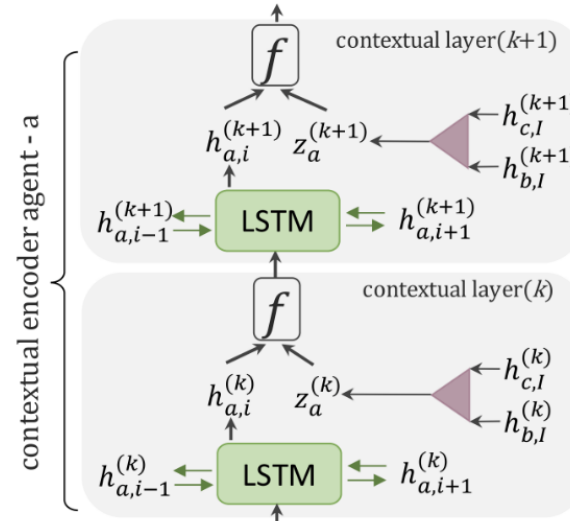 contextual encoder agent - a
contextual layer(k+1)
f
h_{a,i}^{(k+1)} z_a^{(k+1)}
h_{c,I}^{(k+1)}
h_{b,I}^{(k+1)}
h_{a,i-1}^{(k+1)} LSTM h_{a,i+1}^{(k+1)}
contextual layer(k)
f
h_{a,i}^{(k)} z_a^{(k)}
h_{c,I}^{(k)}
h_{b,I}^{(k)}
h_{a,i-1}^{(k)} LSTM h_{a,i+1}^{(k)}